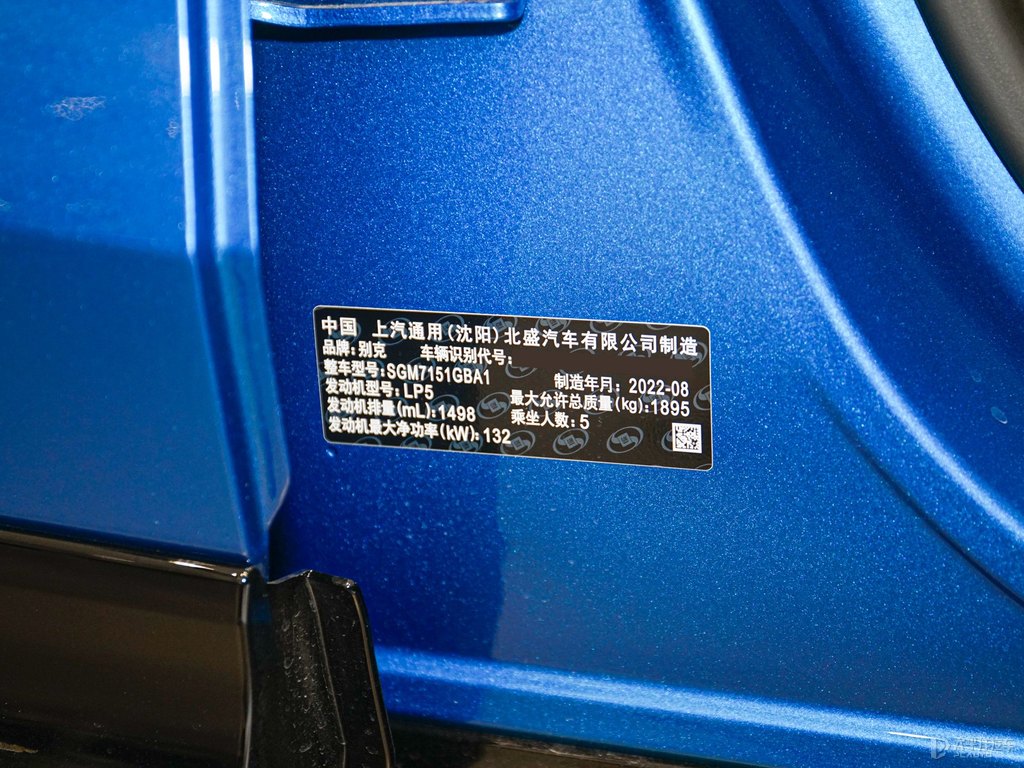 中国 上汽通用(沈阳)北盛汽车有限公司制造
品牌:别克 车辆识别代号:
整车型号:SGM7151GBA1 制造年月:2022-08
发动机型号:LP5 最大允许总质量(kg):1895
发动机排量(mL):1498 乘坐人数:5
发动机最大净功率(kW):132